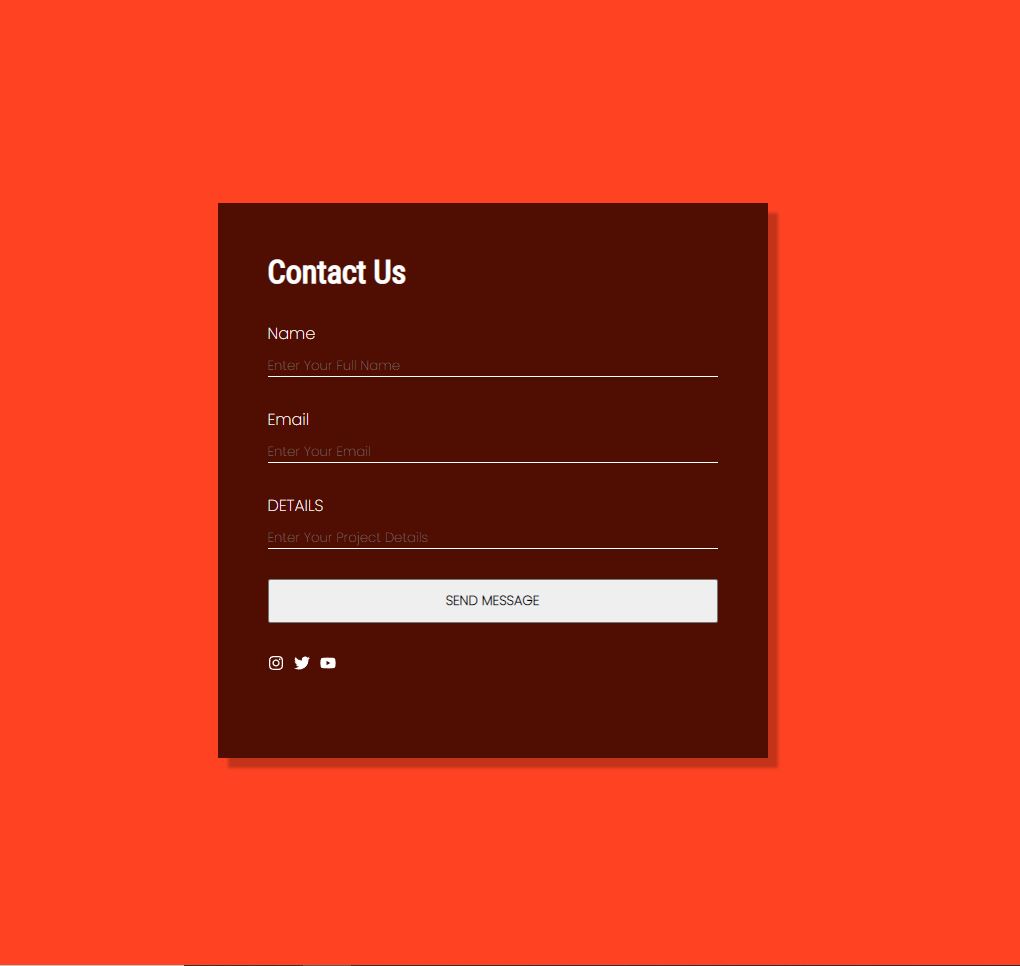 Contact Us
Name
Enter Your Full Name
Email
Enter Your Email
DETAILS
Enter Your Project Details
SEND MESSAGE